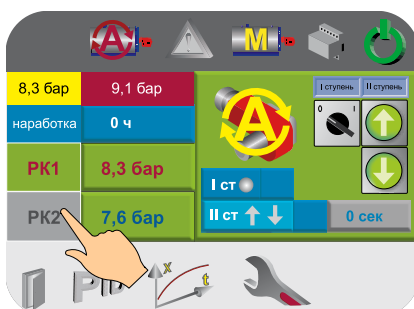 A M
8,3 бар 9,1 бар
наработка 0 ч
РК1 8,3 бар
РК2 7,6 бар
A
I ступень II ступень
0 I
I ст
II ст 0 сек
PID x t